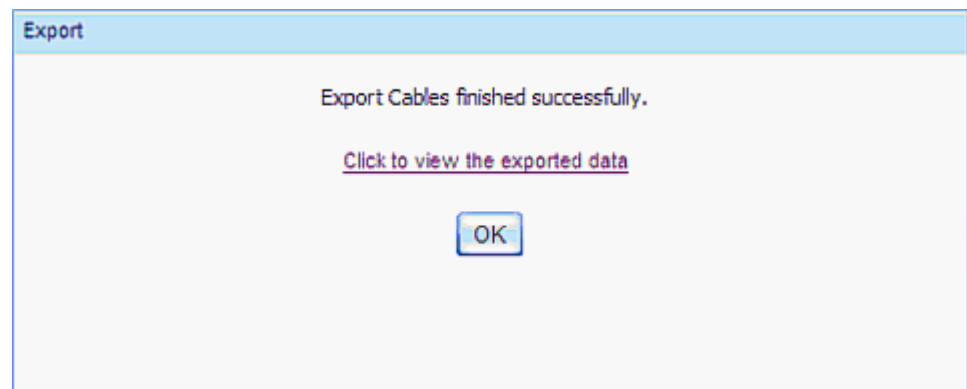 Export
Export Cables finished successfully.
Click to view the exported data
OK